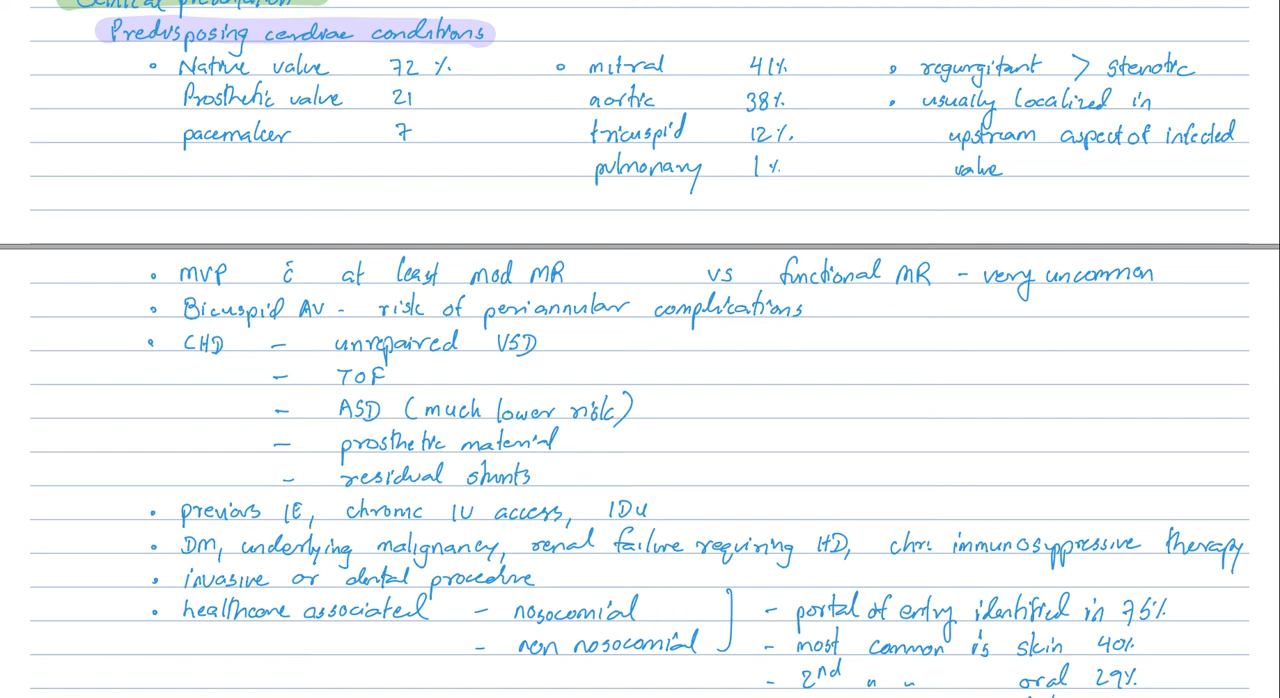 Clinical presentation
Predisposing cardiac conditions
• Native valve 72 % • mitral 41% • regurgitant > stenotic
Prosthetic valve 21 aortic 38% • usually localized in
pacemaker 7 tricuspid 12% upstream aspect of infected
pulmonary 1 % valve
• MVP c̄ at least mod MR vs functional MR - very uncommon
• Bicuspid AV - risk of periannular complications
• CHD - unrepaired VSD
- TOF
- ASD (much lower risk)
- prosthetic material
- residual shunts
• previous IE, chronic IV access, IDU
• DM, underlying malignancy, renal failure requiring HD, chr. immunosuppressive therapy
• invasive or dental procedure
• healthcare associated - nosocomial ] - portal of entry identified in 75%
- non nosocomial - most common is skin 40%
- 2nd " " oral 29%